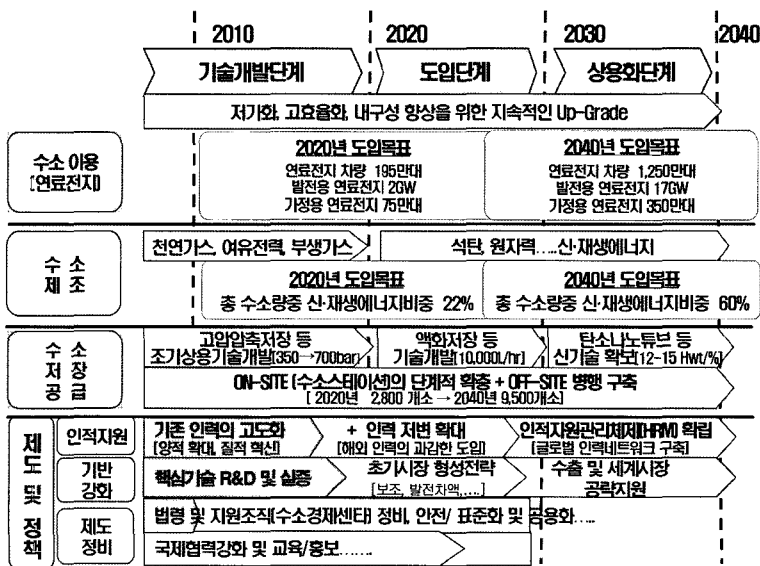 2010 2020 2030 2040
기술개발단계 도입단계 상용화단계
저가화, 고효율화, 내구성 향상을 위한 지속적인 Up-Grade
수소 이용
(연료전지)
2020년 도입목표
연료전지 차량 195만대
발전용 연료전지 2GW
가정용 연료전지 75만대
2040년 도입목표
연료전지 차량 1,250만대
발전용 연료전지 17GW
가정용 연료전지 350만대
수 소
제 조
천연가스, 여유전력, 부생가스
석탄, 원자력....신·재생에너지
2020년 도입목표
총 수소량중 신·재생에너지비중 22%
2040년 도입목표
총 수소량중 신·재생에너지비중 60%
수 소
저 장
공 급
고압압축저장 등
조기상용기술개발(350→700bar)
액화저장 등
기술개발(10,000L/hr)
탄소나노튜브 등
신기술 확보(12-15 Hwt/%)
ON-SITE (수소스테이션)의 단계적 확충 + OFF-SITE 병행 구축
[ 2020년 2,800 개소 → 2040년 9,500개소]
제도 및 정책
인적지원
기존 인력의 고도화
[양적 확대, 질적 혁신]
+ 인력 저변 확대
[해외 인력의 과감한 도입]
인적자원관리체제(HRM) 확립
[글로벌 인력네트워크 구축]
기반
강화
핵심기술 R&D 및 실증
초기시장 형성전략
[보조, 발전차액,....]
수출 및 세계시장
공략지원
제도
정비
법령 및 지원조직(수소경제센타) 정비, 안전/ 표준화 및 공용화.....
국제협력강화 및 교육/홍보.......